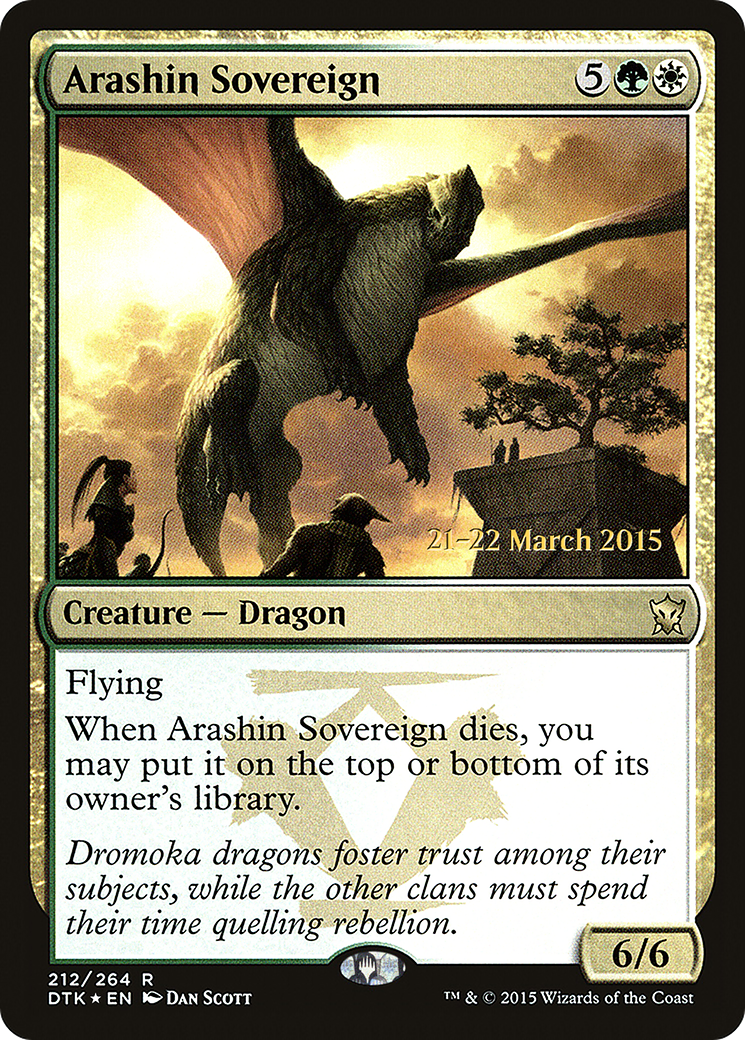 Arashin Sovereign 5
21-22 March 2015
Creature — Dragon
Flying
When Arashin Sovereign dies, you
may put it on the top or bottom of its
owner's library.
Dromoka dragons foster trust among their
subjects, while the other clans must spend
their time quelling rebellion.
6/6
212/264 R
DTK★EN Dan Scott
™ & © 2015 Wizards of the Coast